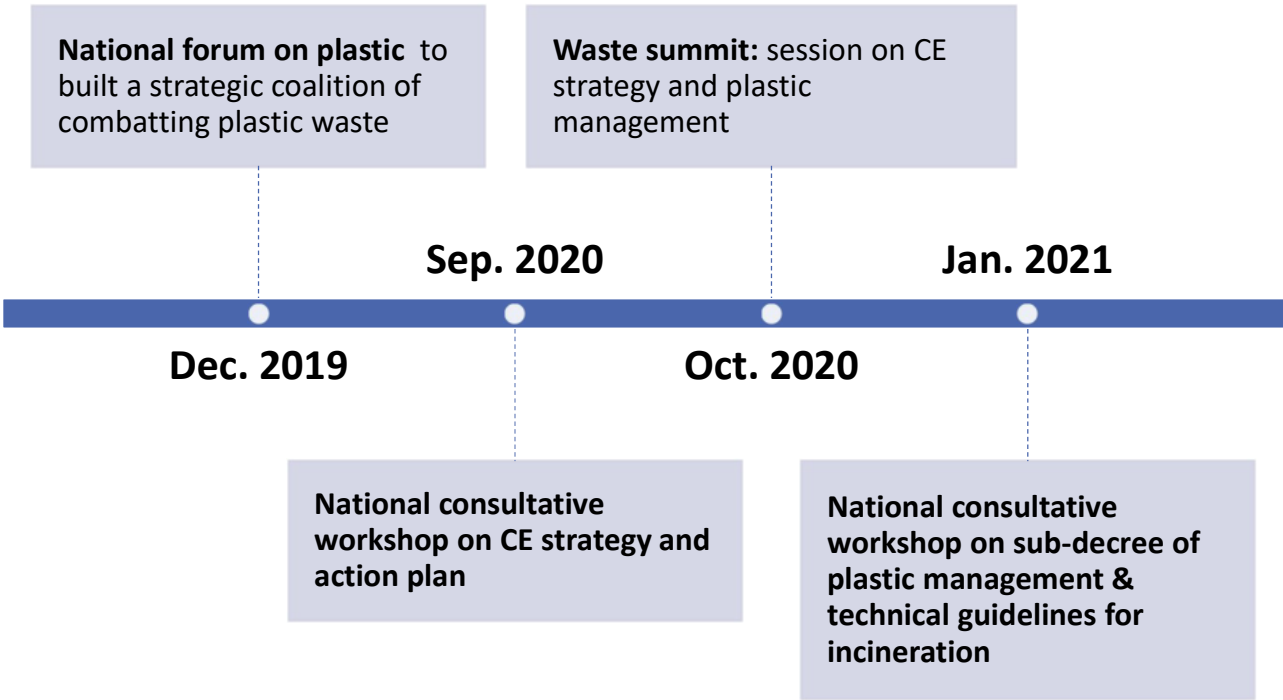 National forum on plastic to
built a strategic coalition of
combatting plastic waste
Waste summit: session on CE
strategy and plastic
management
Sep. 2020
Jan. 2021
Dec. 2019
Oct. 2020
National consultative
workshop on CE strategy and
action plan
National consultative
workshop on sub-decree of
plastic management &
technical guidelines for
incineration